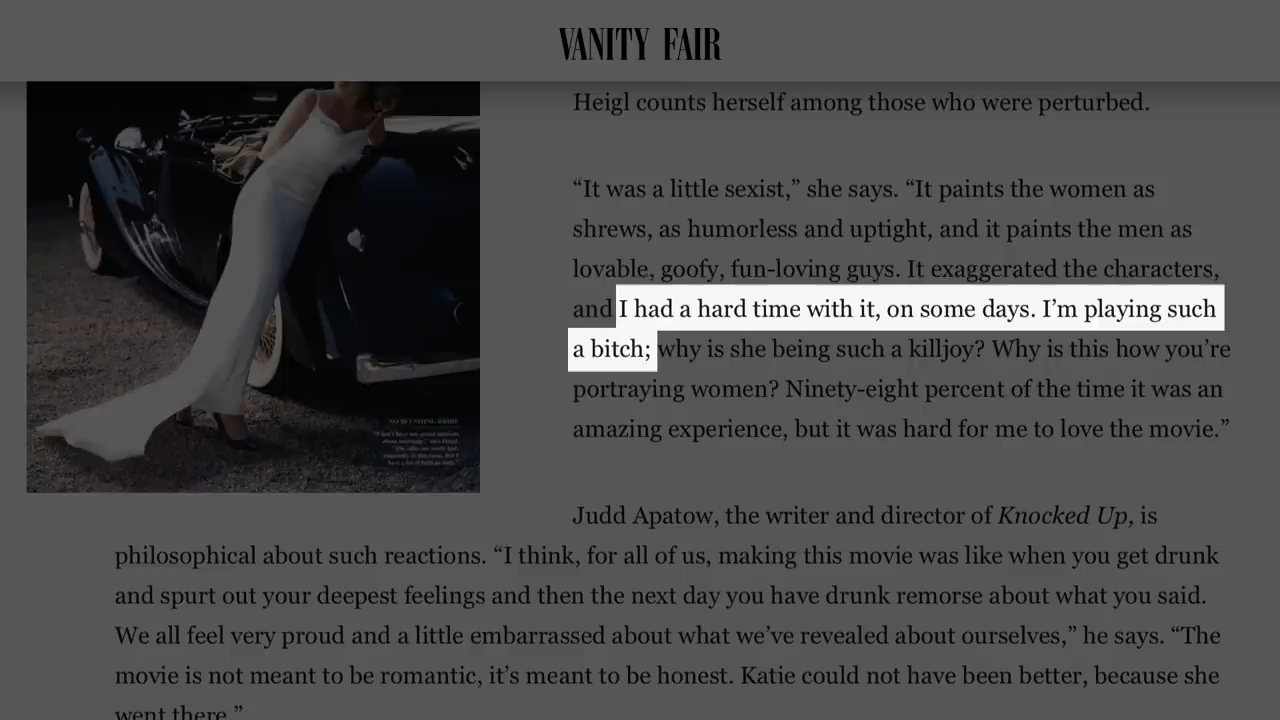 VANITY FAIR
Heigl counts herself among those who were perturbed.
“It was a little sexist,” she says. “It paints the women as
shrews, as humorless and uptight, and it paints the men as
lovable, goofy, fun-loving guys. It exaggerated the characters,
and I had a hard time with it, on some days. I’m playing such
a bitch; why is she being such a killjoy? Why is this how you’re
portraying women? Ninety-eight percent of the time it was an
amazing experience, but it was hard for me to love the movie.”
Judd Apatow, the writer and director of Knocked Up, is
philosophical about such reactions. “I think, for all of us, making this movie was like when you get drunk
and spurt out your deepest feelings and then the next day you have drunk remorse about what you said.
We all feel very proud and a little embarrassed about what we’ve revealed about ourselves,” he says. “The
movie is not meant to be romantic, it’s meant to be honest. Katie could not have been better, because she
went there.”